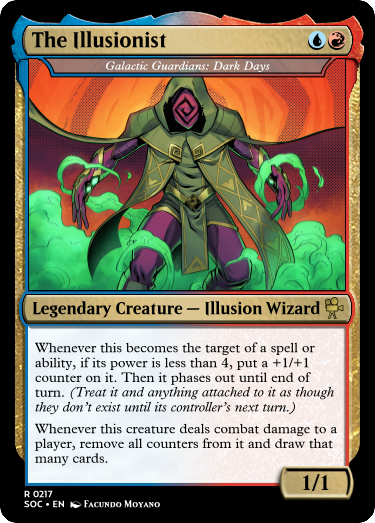 The Illusionist
Galactic Guardians: Dark Days
Legendary Creature — Illusion Wizard
Whenever this becomes the target of a spell or
ability, if its power is less than 4, put a +1/+1
counter on it. Then it phases out until end of
turn. (Treat it and anything attached to it as though
they don't exist until its controller's next turn.)
Whenever this creature deals combat damage to a
player, remove all counters from it and draw that
many cards.
1/1
R 0217
SOC • EN Facundo Moyano